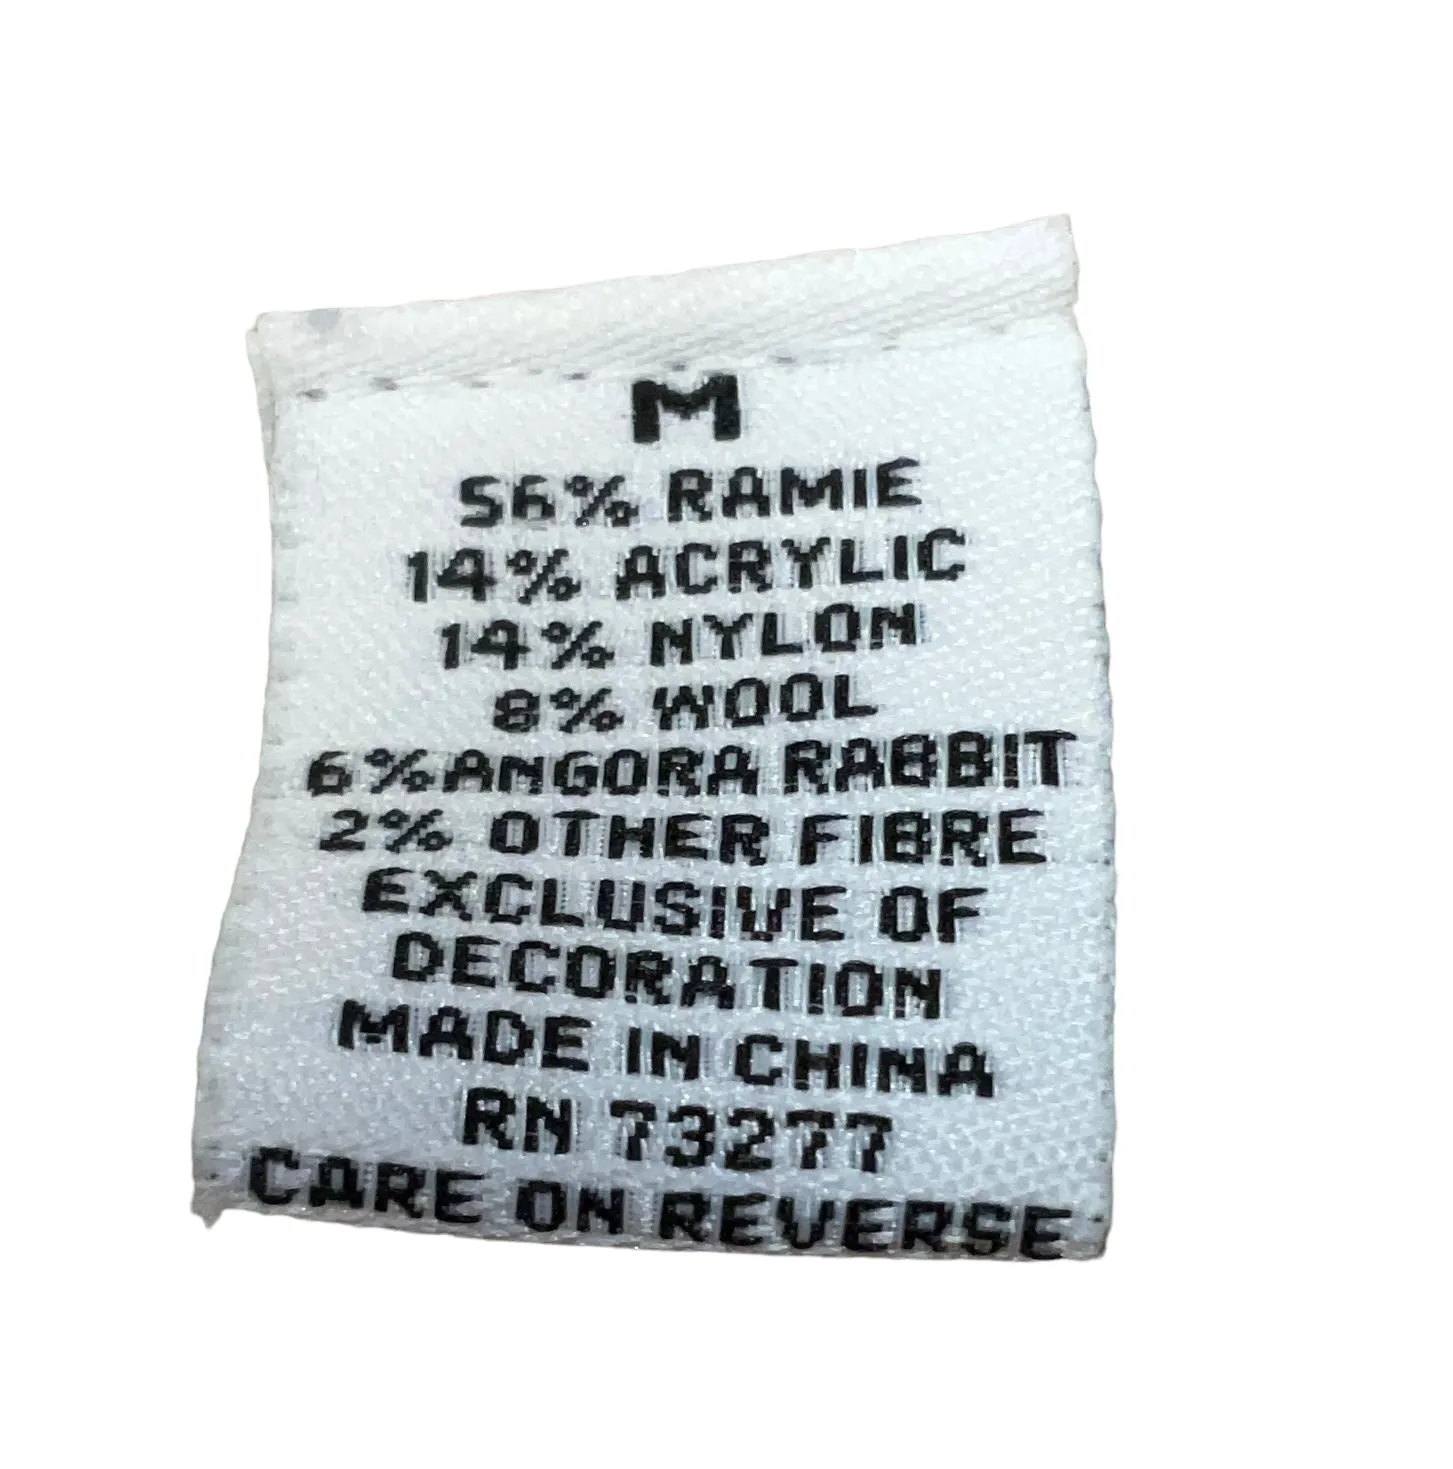 M
56% RAMIE
14% ACRYLIC
14% NYLON
8% WOOL
6%ANGORA RABBIT
2% OTHER FIBRE
EXCLUSIVE OF
DECORATION
MADE IN CHINA
RN 73277
CARE ON REVERSE